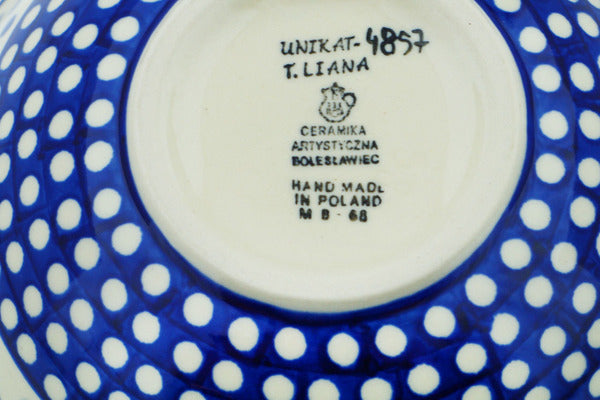 UNIKAT-4857
T. LIANA
CERAMIKA
ARTYSTYCZNA
BOLESŁAWIEC
HAND MADE
IN POLAND
M B - 68